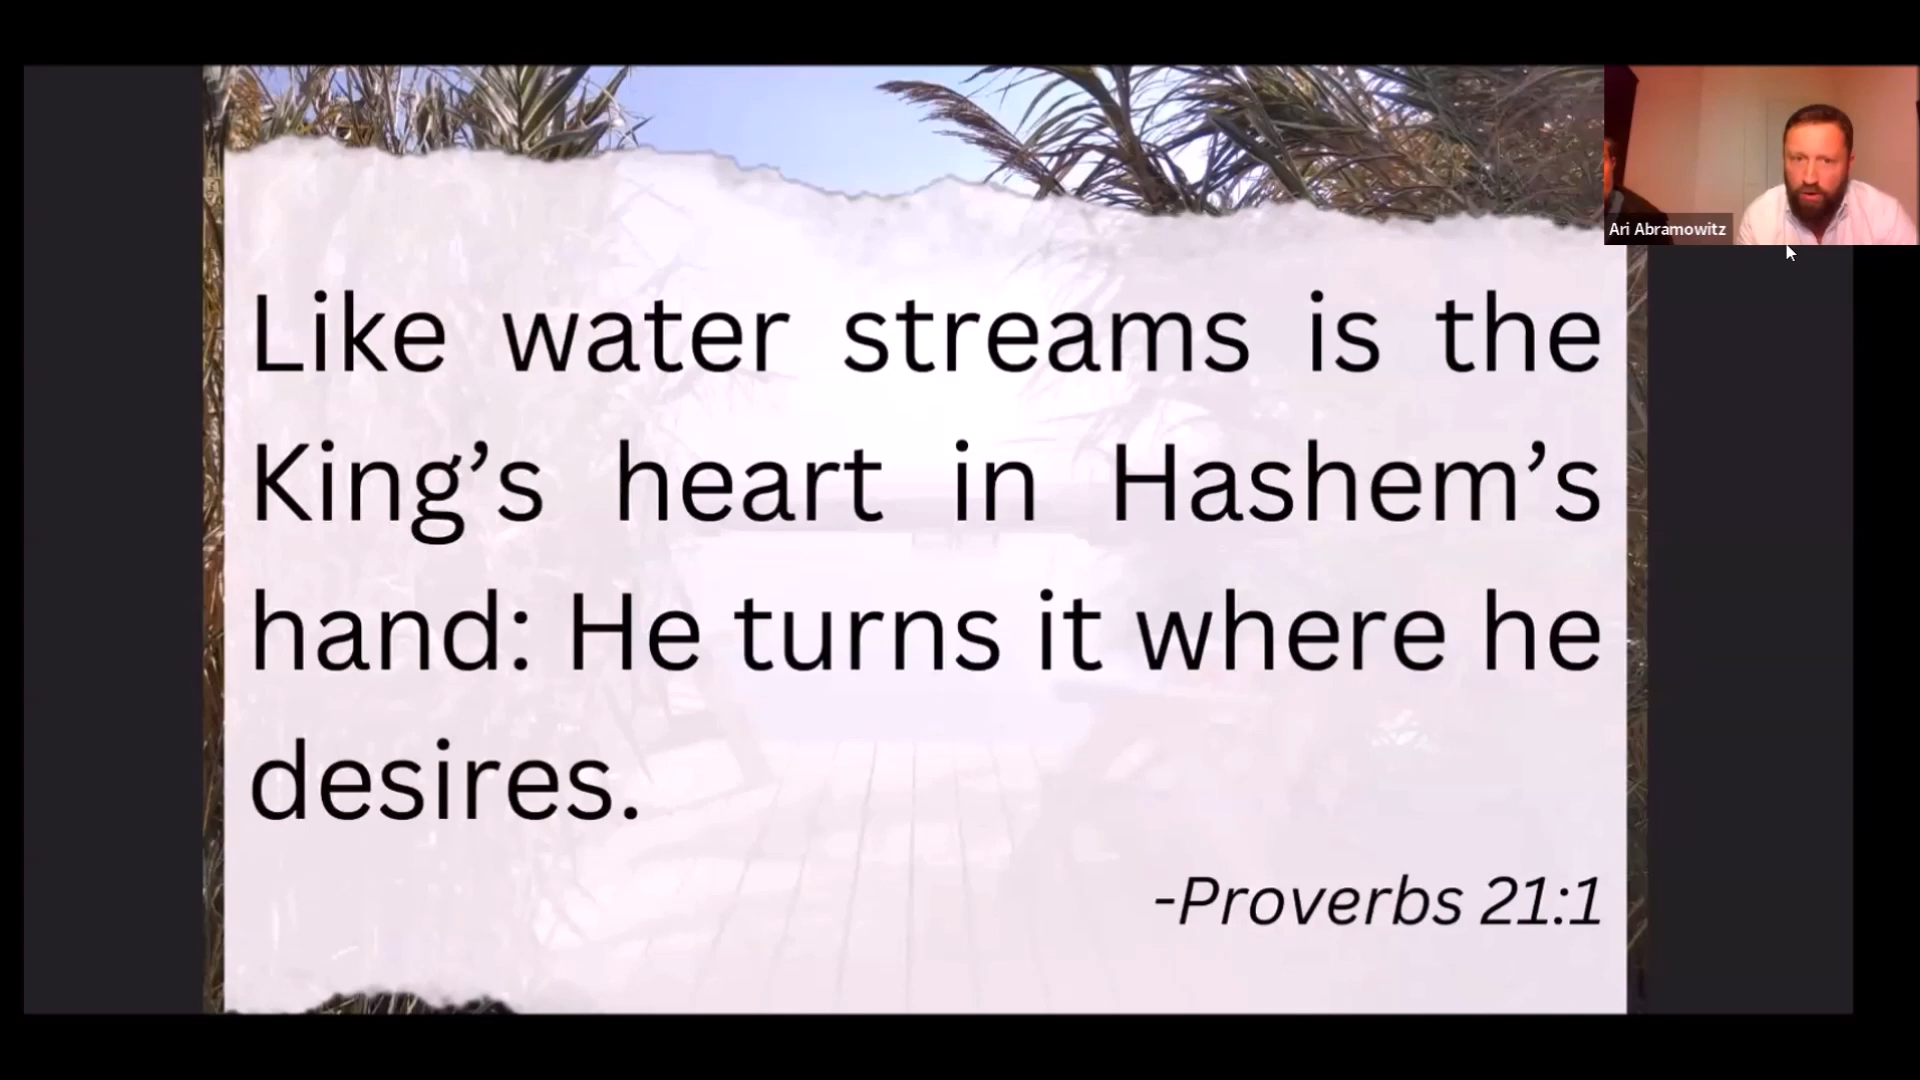 Like water streams is the
King’s heart in Hashem’s
hand: He turns it where he
desires.
-Proverbs 21:1
Ari Abramowitz